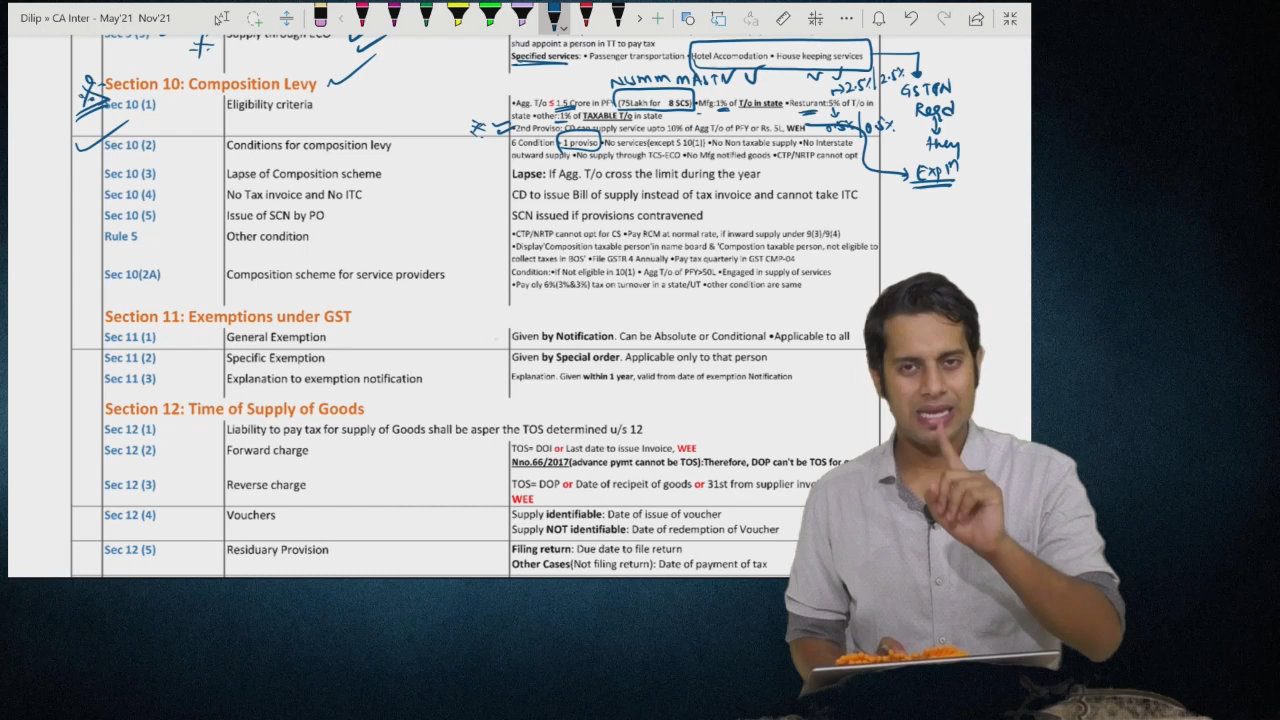 Dilip » CA Inter - May'21 Nov'21
Supply through ECO
shud appoint a person in TT to pay tax
Specified services: • Passenger transportation • Hotel Accomodation • House keeping services
Section 10: Composition Levy
NUMM MASTN
2.5% 2.5%
GSTPN
Regd
they
Exp m
Sec 10 (1) Eligibility criteria •Agg. T/o ≤ 1.5 Crore in PFY (75Lakh for 8 SCS) •Mfg:1% of T/o in state •Resturant:5% of T/o in
state •other:1% of TAXABLE T/o in state
•2nd Proviso: CD can supply service upto 10% of Agg T/o of PFY or Rs. 5L, WEH
0.5% 0.5%
Sec 10 (2) Conditions for composition levy 6 Condition + 1 proviso •No services{except S 10(1)} •No Non taxable supply •No Interstate
outward supply •No supply through TCS-ECO •No Mfg notified goods •CTP/NRTP cannot opt
Sec 10 (3) Lapse of Composition scheme Lapse: If Agg. T/o cross the limit during the year
Sec 10 (4) No Tax invoice and No ITC CD to issue Bill of supply instead of tax invoice and cannot take ITC
Sec 10 (5) Issue of SCN by PO SCN issued if provisions contravened
Rule 5 Other condition •CTP/NRTP cannot opt for CS •Pay RCM at normal rate, if inward supply under 9(3)/9(4)
•Display'Composition taxable person'in name board & 'Compostion taxable person, not eligible to
collect taxes in BOS' •File GSTR 4 Annually •Pay tax quarterly in GST CMP-04
Sec 10(2A) Composition scheme for service providers Condition:•If Not eligible in 10(1) • Agg T/o of PFY>50L •Engaged in supply of services
•Pay oly 6%(3%&3%) tax on turnover in a state/UT •other condition are same
Section 11: Exemptions under GST
Sec 11 (1) General Exemption Given by Notification. Can be Absolute or Conditional •Applicable to all
Sec 11 (2) Specific Exemption Given by Special order. Applicable only to that person
Sec 11 (3) Explanation to exemption notification Explanation. Given within 1 year, valid from date of exemption Notification
Section 12: Time of Supply of Goods
Sec 12 (1) Liability to pay tax for supply of Goods shall be asper the TOS determined u/s 12
Sec 12 (2) Forward charge TOS= DOI or Last date to issue Invoice, WEE
Nno.66/2017(advance pymt cannot be TOS):Therefore, DOP can't be TOS for
Sec 12 (3) Reverse charge TOS= DOP or Date of recipeit of goods or 31st from supplier
WEE
Sec 12 (4) Vouchers Supply identifiable: Date of issue of voucher
Supply NOT identifiable: Date of redemption of Voucher
Sec 12 (5) Residuary Provision Filing return: Due date to file return
Other Cases(Not filing return): Date of payment of tax